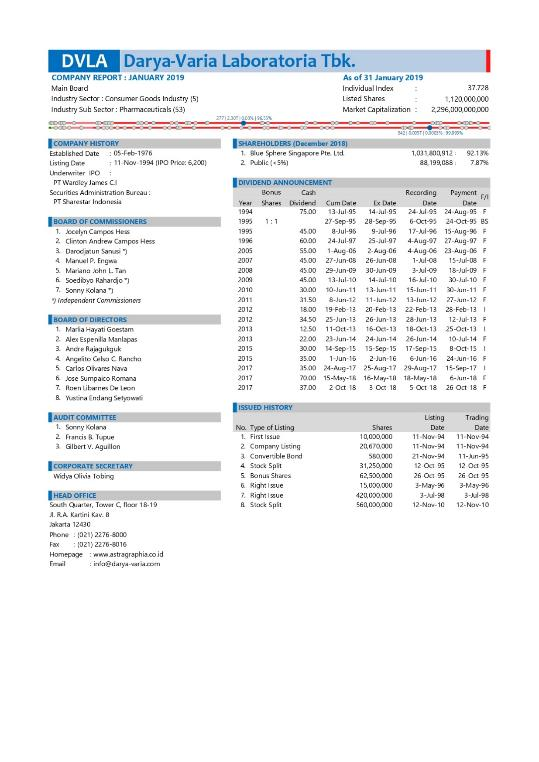 DVLA Darya-Varia Laboratoria Tbk.
COMPANY REPORT : JANUARY 2019 As of 31 January 2019
Main Board Individual Index : 37.728
Industry Sector : Consumer Goods Industry (5) Listed Shares : 1,120,000,000
Industry Sub Sector : Pharmaceuticals (53) Market Capitalization : 2,296,000,000,000
COMPANY HISTORY
Established Date : 05-Feb-1976
Listing Date : 11-Nov-1994 (IPO Price: 6,200)
Underwriter IPO :
PT Wardley James C.I
Securities Administration Bureau :
PT Sharestar Indonesia
BOARD OF COMMISSIONERS
1. Jocelyn Campos Hess
2. Clinton Andrew Campos Hess
3. Darodjatun Sanusi *)
4. Manuel P. Engwa
5. Mariano John L. Tan
6. Soedibyo Rahardjo *)
7. Sonny Kolana *)
*) Independent Commissioners
BOARD OF DIRECTORS
1. Marlia Hayati Goestam
2. Alex Espenilla Manlapas
3. Andre Rajagukguk
4. Angelito Celso C. Rancho
5. Carlos Olivares Nava
6. Jose Sumpaico Romana
7. Roen Libarnes De Leon
8. Yustina Endang Setyowati
AUDIT COMMITTEE
1. Sonny Kolana
2. Francis B. Tupue
3. Gilbert V. Aguillon
CORPORATE SECRETARY
Widya Olivia Tobing
HEAD OFFICE
South Quarter, Tower C, floor 18-19
Jl. R.A. Kartini Kav. 8
Jakarta 12430
Phone : (021) 2276-8000
Fax : (021) 2276-8016
Homepage : www.astragraphia.co.id
Email : info@darya-varia.com
SHAREHOLDERS (December 2018)
1. Blue Sphere Singapore Pte. Ltd. 1,031,800,912 : 92.13%
2. Public (<5%) 88,199,088 : 7.87%
DIVIDEND ANNOUNCEMENT
Bonus Cash Recording Payment F/I
Year Shares Dividend Cum Date Ex Date Date Date
1994 75.00 13-Jul-95 14-Jul-95 24-Jul-95 24-Aug-95 F
1995 1 : 1 27-Sep-95 28-Sep-95 6-Oct-95 24-Oct-95 BS
1995 45.00 8-Jul-96 9-Jul-96 17-Jul-96 15-Aug-96 F
1996 60.00 24-Jul-97 25-Jul-97 4-Aug-97 27-Aug-97 F
2005 55.00 1-Aug-06 2-Aug-06 4-Aug-06 23-Aug-06 F
2007 45.00 27-Jun-08 26-Jun-08 1-Jul-08 15-Jul-08 F
2008 45.00 29-Jun-09 30-Jun-09 3-Jul-09 18-Jul-09 F
2009 45.00 13-Jul-10 14-Jul-10 16-Jul-10 30-Jul-10 F
2010 30.00 10-Jun-11 13-Jun-11 15-Jun-11 30-Jun-11 F
2011 31.50 8-Jun-12 11-Jun-12 13-Jun-12 27-Jun-12 F
2012 18.00 19-Feb-13 20-Feb-13 22-Feb-13 28-Feb-13 I
2012 34.50 25-Jun-13 26-Jun-13 28-Jun-13 12-Jul-13 F
2013 12.50 11-Oct-13 16-Oct-13 18-Oct-13 25-Oct-13 I
2013 22.00 23-Jun-14 24-Jun-14 26-Jun-14 10-Jul-14 F
2015 30.00 14-Sep-15 15-Sep-15 17-Sep-15 8-Oct-15 I
2015 35.00 1-Jun-16 2-Jun-16 6-Jun-16 24-Jun-16 F
2017 35.00 24-Aug-17 25-Aug-17 29-Aug-17 15-Sep-17 I
2017 70.00 15-May-18 16-May-18 18-May-18 6-Jun-18 F
2017 37.00 2-Oct-18 3-Oct-18 5-Oct-18 26-Oct-18 F
ISSUED HISTORY
Listing Trading
No. Type of Listing Shares Date Date
1. First Issue 10,000,000 11-Nov-94 11-Nov-94
2. Company Listing 20,670,000 11-Nov-94 11-Nov-94
3. Convertible Bond 580,000 21-Nov-94 11-Jun-95
4. Stock Split 31,250,000 12-Oct-95 12-Oct-95
5. Bonus Shares 62,500,000 26-Oct-95 26-Oct-95
6. Right Issue 15,000,000 3-May-96 3-May-96
7. Right Issue 420,000,000 3-Jul-98 3-Jul-98
8. Stock Split 560,000,000 12-Nov-10 12-Nov-10